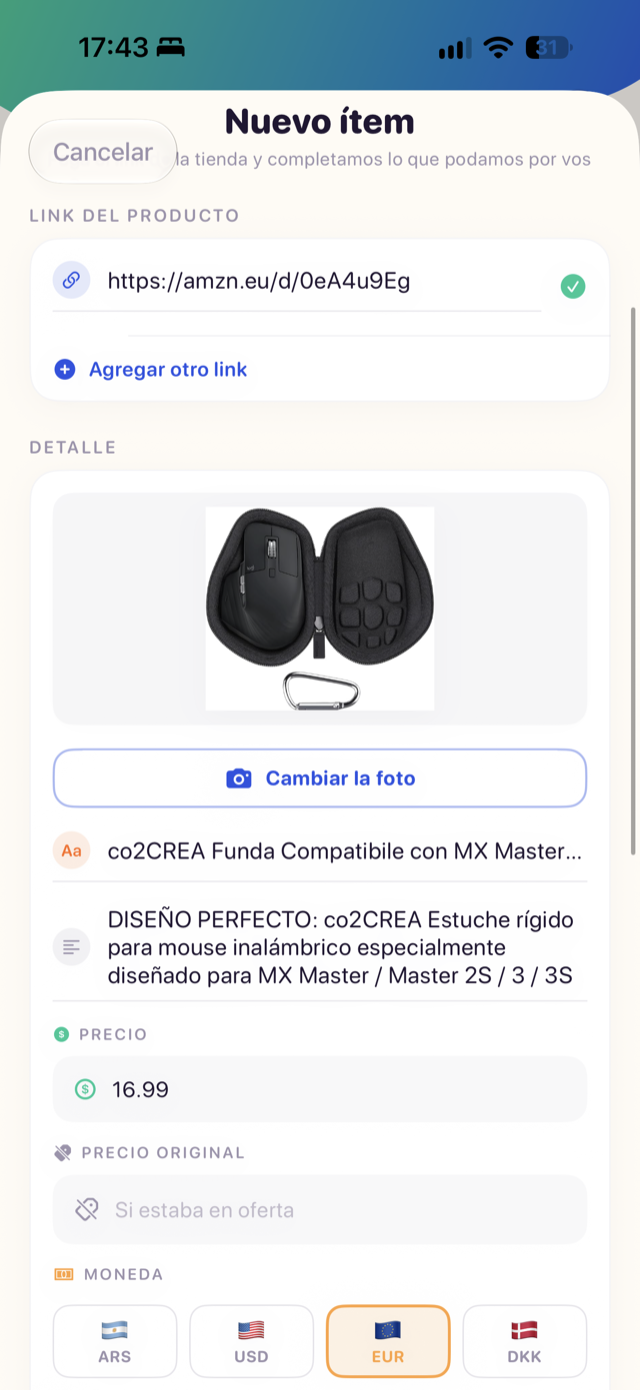 17:43
31
Nuevo ítem
Cancelar
la tienda y completamos lo que podamos por vos
LINK DEL PRODUCTO
https://amzn.eu/d/0eA4u9Eg
Agregar otro link
DETALLE
Cambiar la foto
Aa
co2CREA Funda Compatibile con MX Master...
DISEÑO PERFECTO: co2CREA Estuche rígido
para mouse inalámbrico especialmente
diseñado para MX Master / Master 2S / 3 / 3S
$ PRECIO
$ 16.99
PRECIO ORIGINAL
Si estaba en oferta
MONEDA
ARS
USD
EUR
DKK